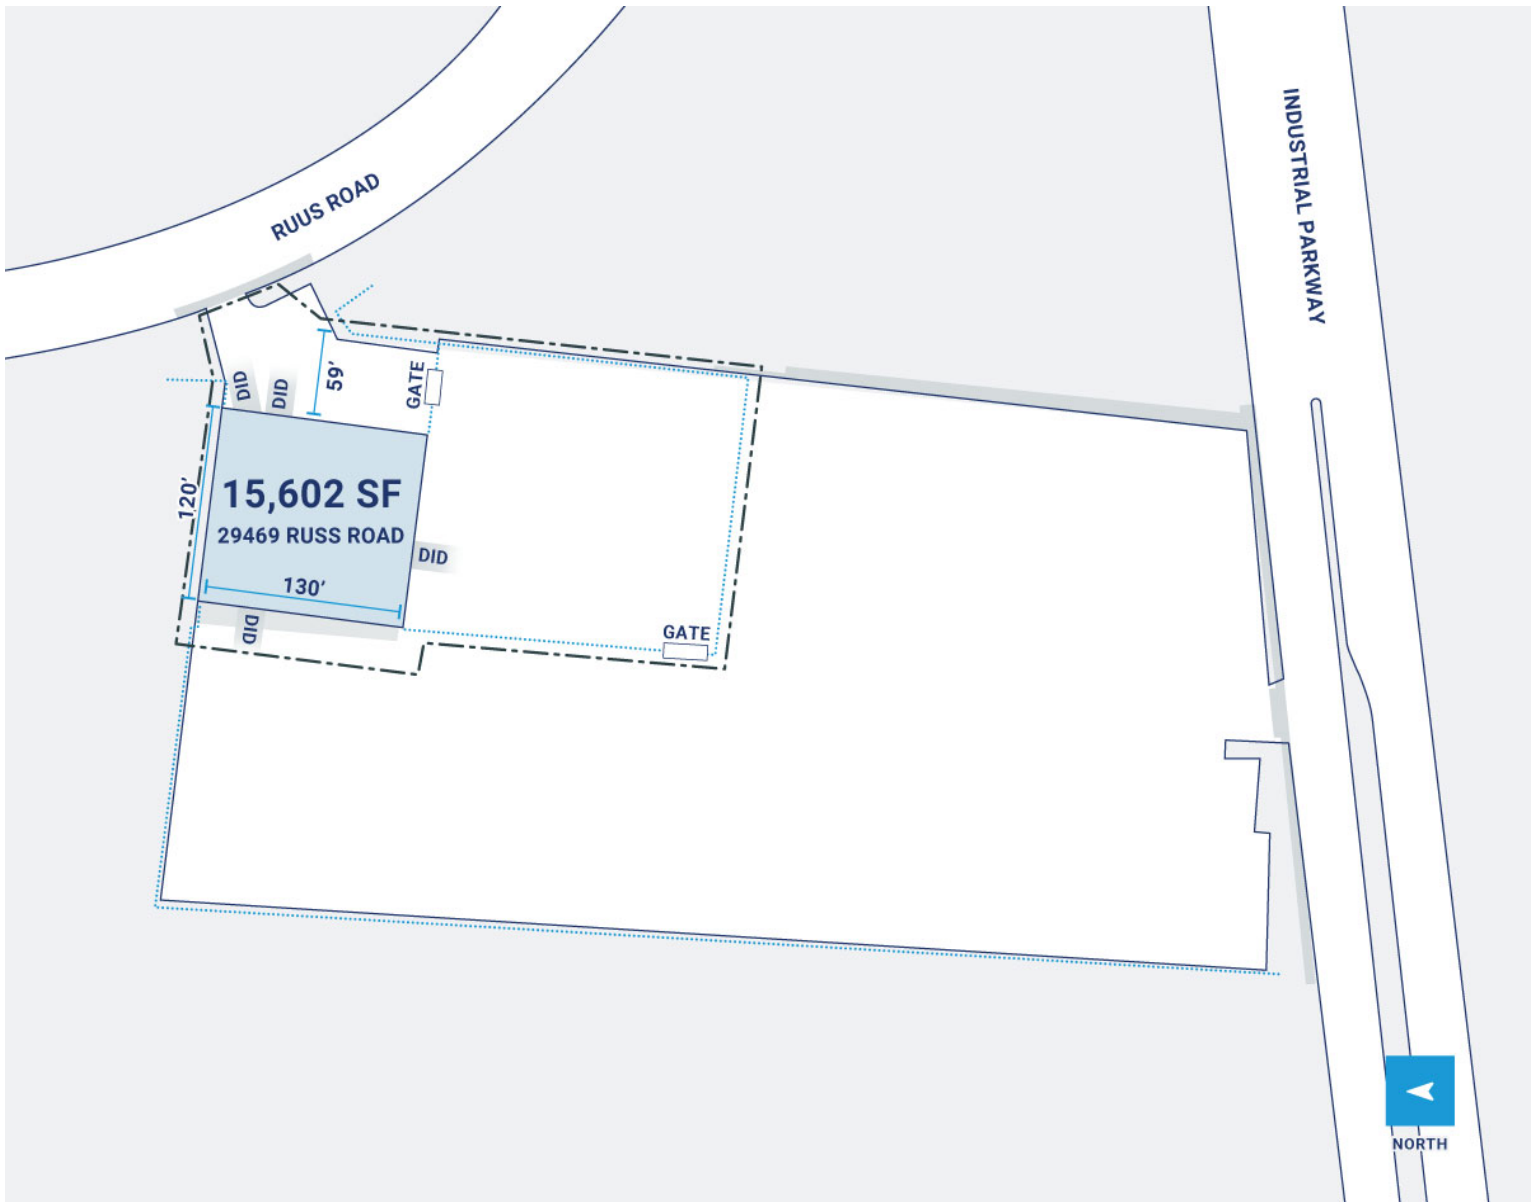 INDUSTRIAL PARKWAY
RUUS ROAD
59’
GATE
DID
DID
15,602 SF
29469 RUSS ROAD
120’
130’
DID
DID
GATE
NORTH